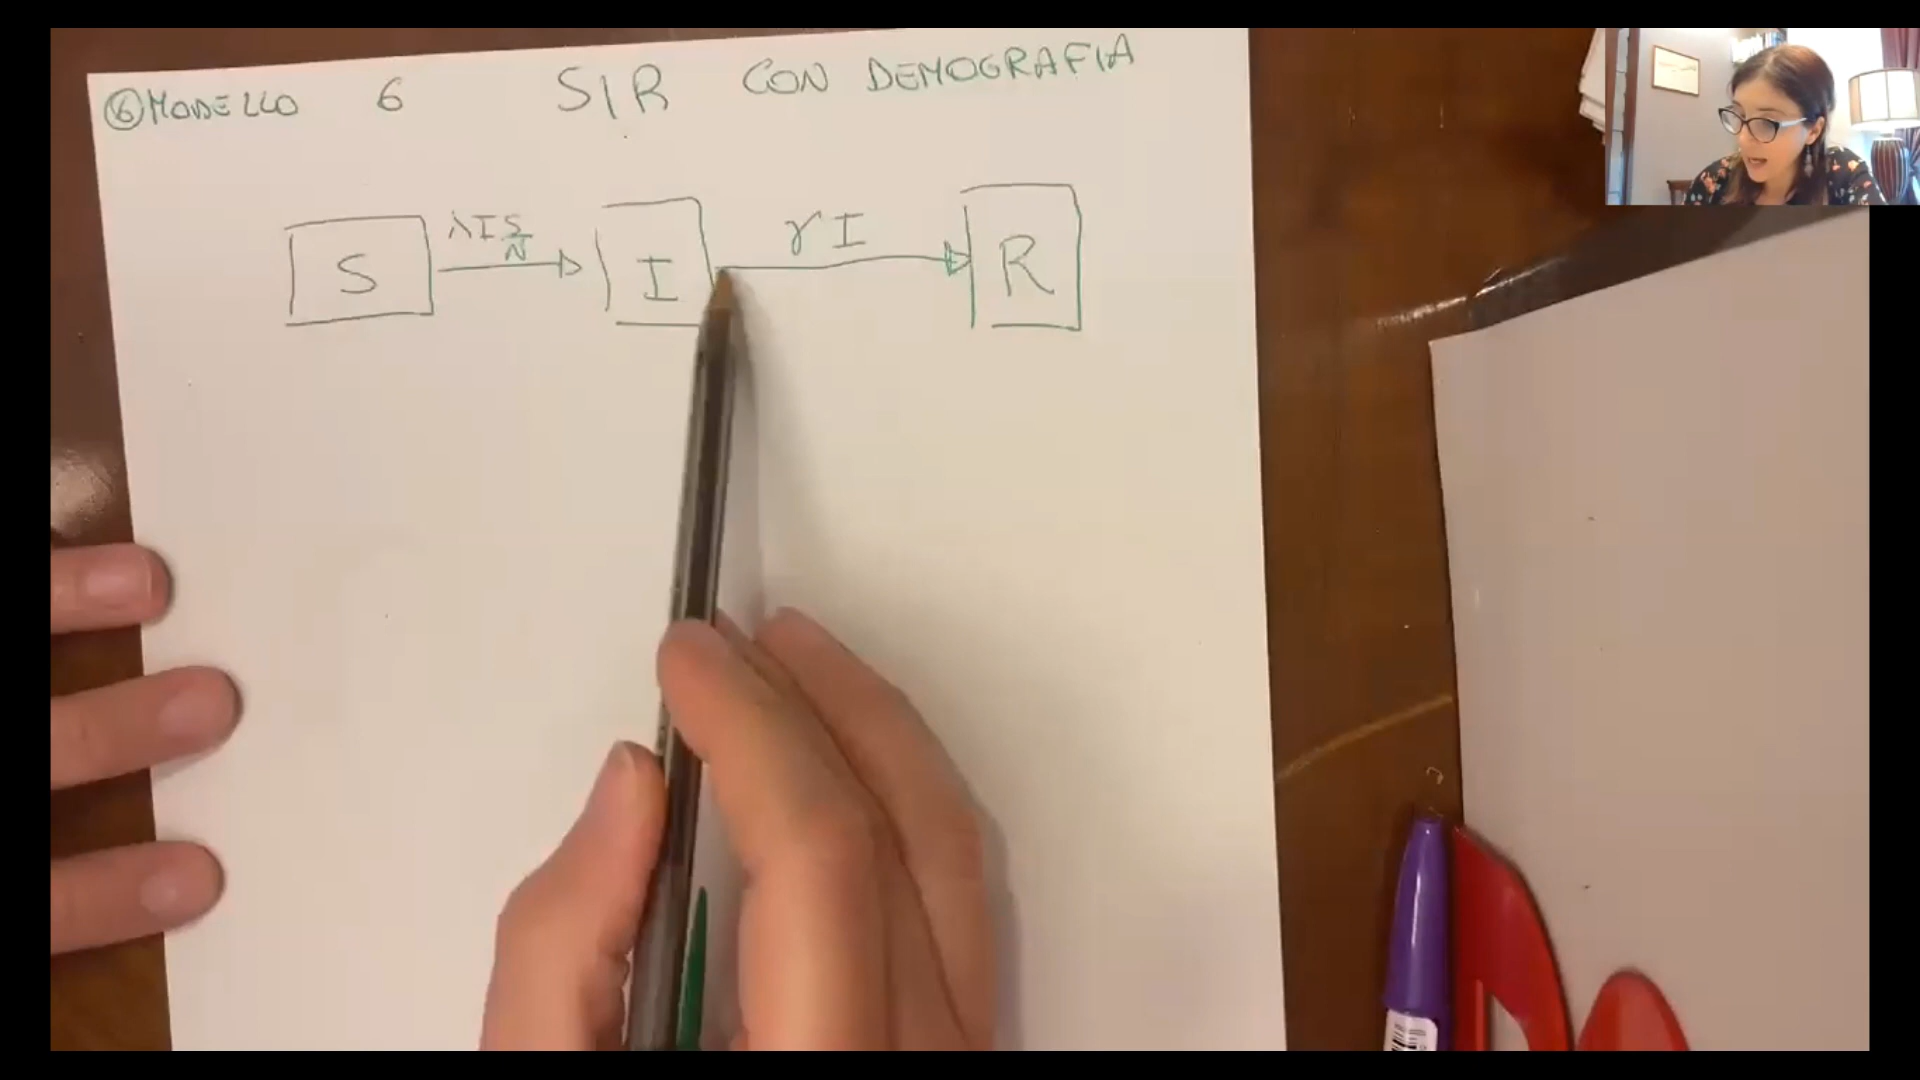 ⑥ MODELLO 6 SIR CON DEMOGRAFIA
λIS/N γI
S I R